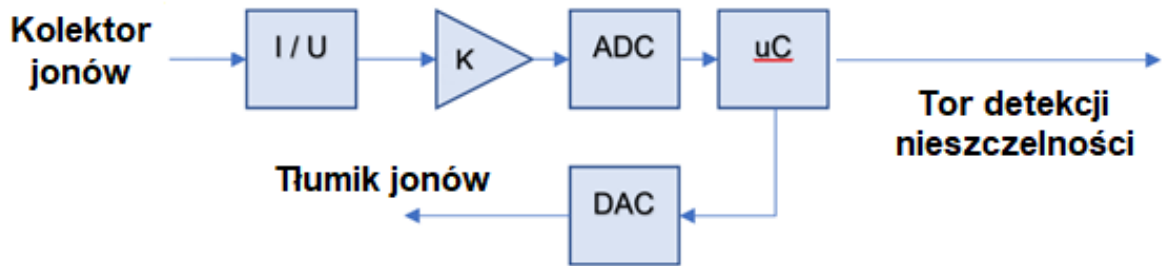 Kolektor
jonów
I / U
K
ADC
uC
Tor detekcji
nieszczelności
Tłumik jonów
DAC